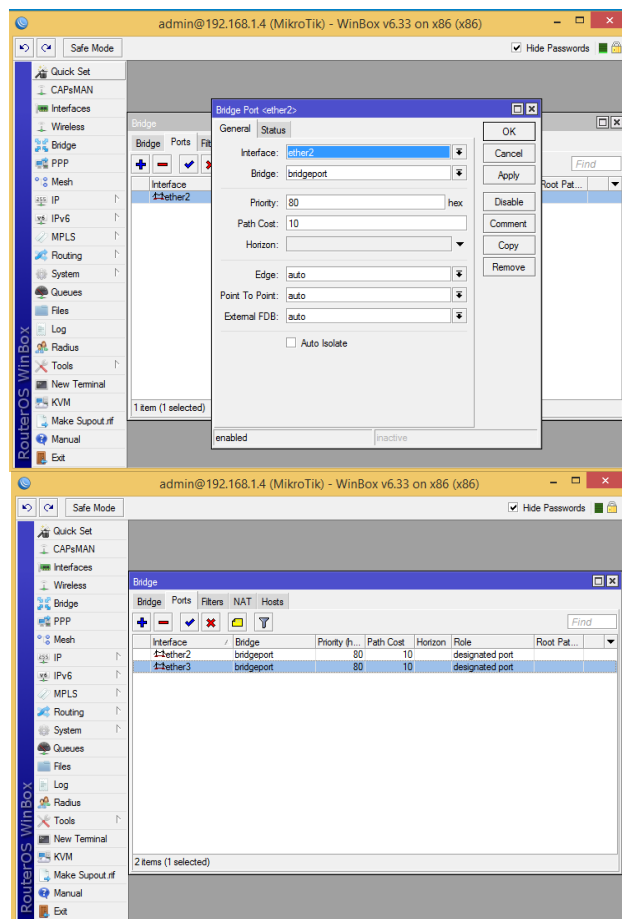 admin@192.168.1.4 (MikroTik) - WinBox v6.33 on x86 (x86)
Safe Mode
Hide Passwords
Quick Set
CAPsMAN
Interfaces
Wireless
Bridge
PPP
Mesh
IP
IPv6
MPLS
Routing
System
Queues
Files
Log
Radius
Tools
New Terminal
KVM
Make Supout.rif
Manual
Exit
RouterOS WinBox
Bridge
Bridge Ports Filt
Find
Interface
Root Pat...
ether2
1 item (1 selected)
Bridge Port <ether2>
General Status
Interface: ether2
Bridge: bridgeport
Priority: 80 hex
Path Cost: 10
Horizon:
Edge: auto
Point To Point: auto
External FDB: auto
Auto Isolate
OK
Cancel
Apply
Disable
Comment
Copy
Remove
enabled inactive
admin@192.168.1.4 (MikroTik) - WinBox v6.33 on x86 (x86)
Safe Mode
Hide Passwords
Quick Set
CAPsMAN
Interfaces
Wireless
Bridge
PPP
Mesh
IP
IPv6
MPLS
Routing
System
Queues
Files
Log
Radius
Tools
New Terminal
KVM
Make Supout.rif
Manual
Exit
RouterOS WinBox
Bridge
Bridge Ports Filters NAT Hosts
Find
Interface / Bridge Priority (h... Path Cost Horizon Role Root Pat...
ether2 bridgeport 80 10 designated port
ether3 bridgeport 80 10 designated port
2 items (1 selected)